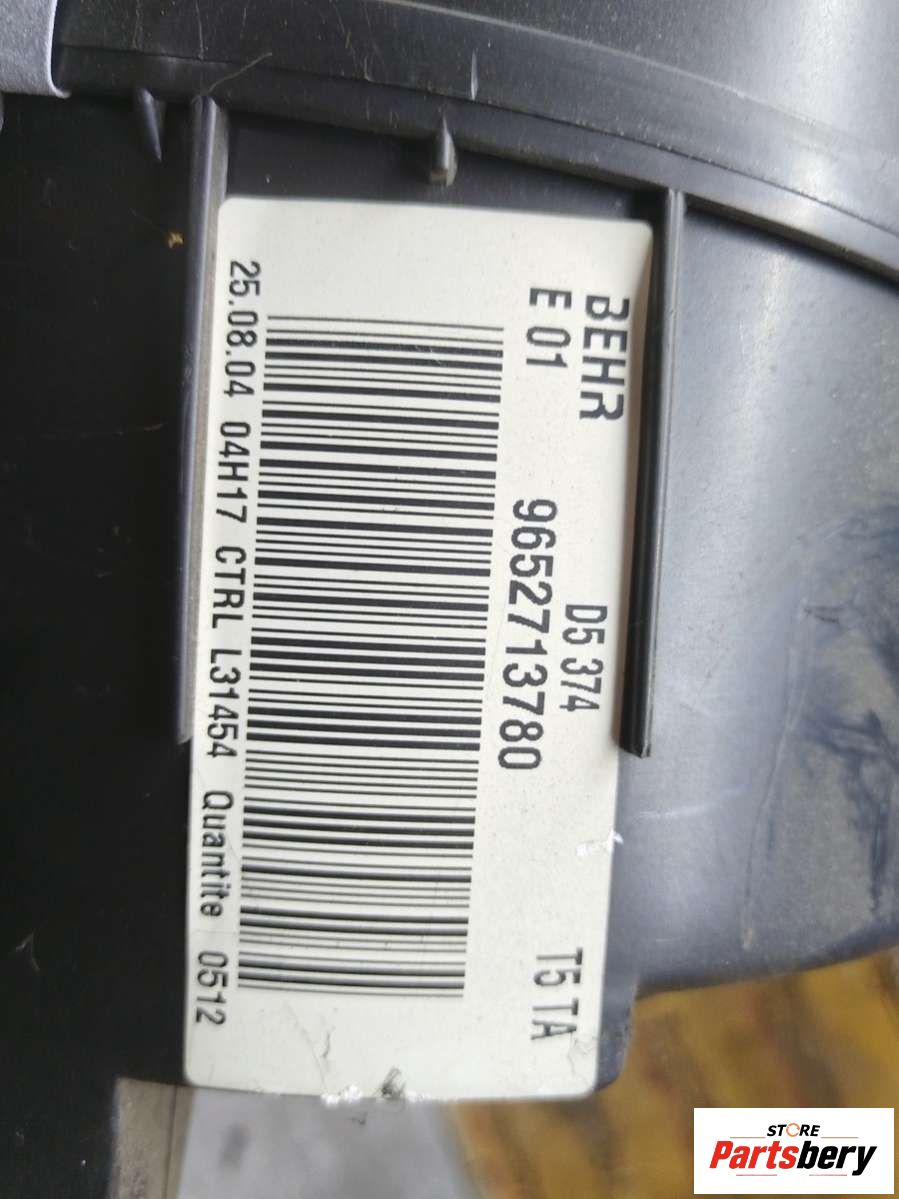 BEHR D5 374 T5 TA
E 01 9652713780
25.08.04 04H17 CTRL L31454 Quantite 0512
STORE
Partsbery